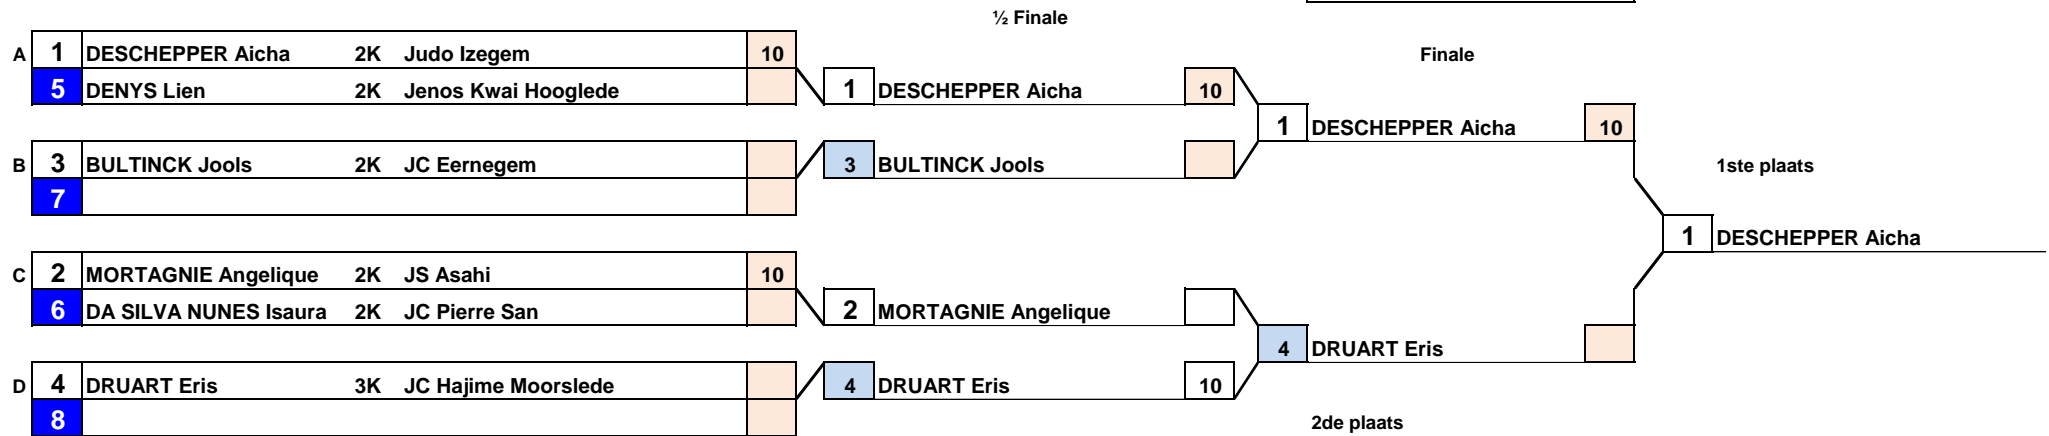 ½ Finale
A 1 DESCHEPPER Aicha 2K Judo Izegem 10
Finale
5 DENYS Lien 2K Jenos Kwai Hooglede
1 DESCHEPPER Aicha 10
1 DESCHEPPER Aicha 10
B 3 BULTINCK Jools 2K JC Eernegem
3 BULTINCK Jools
1ste plaats
7
1 DESCHEPPER Aicha
C 2 MORTAGNIE Angelique 2K JS Asahi 10
6 DA SILVA NUNES Isaura 2K JC Pierre San
2 MORTAGNIE Angelique
4 DRUART Eris
D 4 DRUART Eris 3K JC Hajime Moorslede
4 DRUART Eris 10
8
2de plaats